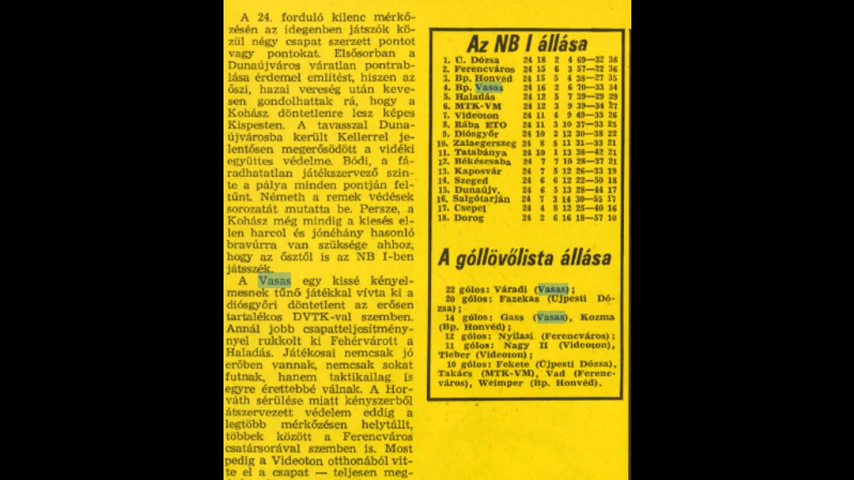 A 24. forduló kilenc mérkő-
zésén az idegenben játszók kö-
zül négy csapat szerzett pontot
vagy pontokat. Elsősorban a
Dunaújváros váratlan pontrab-
lása érdemel említést, hiszen az
őszi, hazai vereség után keve-
sen gondolhattak rá, hogy a
Kohász döntetlenre lesz képes
Kispesten. A tavasszal Duna-
újvárosba került Kellerrel je-
lentősen megerősödött a vidéki
együttes védelme. Bódi, a fá-
radhatatlan játékszervező szin-
te a pálya minden pontján fel-
tűnt. Németh a remek védések
sorozatát mutatta be. Persze, a
Kohász még mindig a kiesés el-
len harcol és jónéhány hasonló
bravúrra van szüksége ahhoz,
hogy az ősztől is az NB I-ben
játsszék.
A Vasas egy kissé kényel-
mesnek tűnő játékkal vívta ki a
diósgyőri döntetlent az erősen
tartalékos DVTK-val szemben.
Annál jobb csapatteljesítmény-
nyel rukkolt ki Fehérvárott a
Haladás. Játékosai nemcsak jó
erőben vannak, nemcsak sokat
futnak, hanem taktikailag is
egyre érettebbé válnak. A Hor-
váth sérülése miatt kényszerből
átszervezett védelem eddig a
legtöbb mérkőzésen helytállt,
többek között a Ferencváros
csatársorával szemben is. Most
pedig a Videoton otthonából vit-
te el a csapat — teljesen meg-
Az NB I állása
1. Ú. Dózsa 24 18 2 4 69—32 38
2. Ferencváros 24 15 6 3 57—22 36
3. Bp. Honvéd 24 15 5 4 38—27 35
4. Bp. Vasas 24 16 2 6 70—33 34
5. Haladás 24 12 5 7 39—29 29
6. MTK-VM 24 12 3 9 39—34 27
7. Videoton 24 11 4 9 49—35 26
8. Rába ETO 24 11 3 10 37—33 25
9. Diósgyőr 24 10 2 12 30—38 22
10. Zalaegerszeg 24 8 5 11 31—33 21
11. Tatabánya 24 10 1 13 38—42 21
12. Békéscsaba 24 7 7 10 28—37 21
13. Kaposvár 24 7 5 12 26—33 19
14. Szeged 24 6 6 12 22—50 18
15. Dunaújv. 24 6 5 13 28—44 17
16. Salgótarján 24 7 3 14 30—55 17
17. Csepel 24 4 8 12 25—40 16
18. Dorog 24 2 6 16 18—57 10
A góllövőlista állása
22 gólos: Váradi (Vasas);
20 gólos: Fazekas (Újpesti Dó-
zsa);
14 gólos: Gass (Vasas), Kozma
(Bp. Honvéd);
12 gólos: Nyilasi (Ferencváros);
11 gólos: Nagy II (Videoton),
Tieber (Videoton);
10 gólos: Fekete (Újpesti Dózsa),
Takács (MTK-VM), Vad (Ferenc-
város), Weimper (Bp. Honvéd).